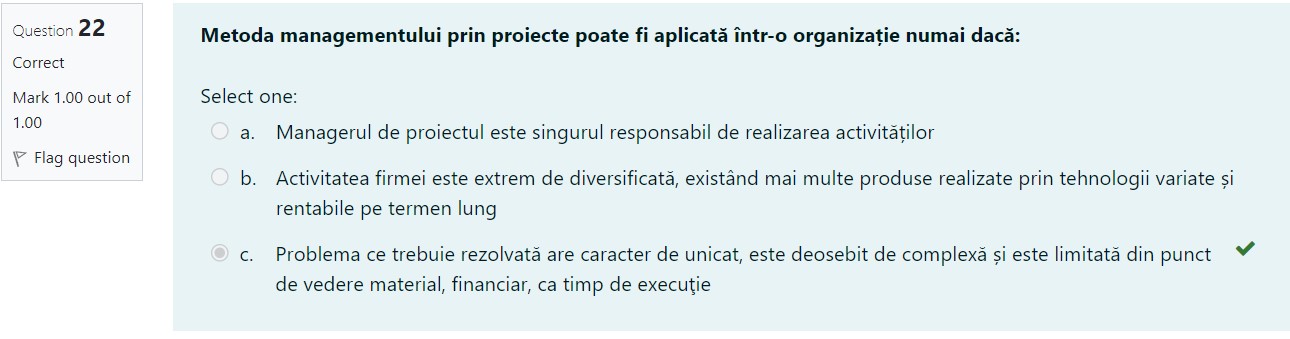 Question 22
Correct
Mark 1.00 out of
1.00
Flag question
Metoda managementului prin proiecte poate fi aplicată într-o organizație numai dacă:
Select one:
a. Managerul de proiectul este singurul responsabil de realizarea activităților
b. Activitatea firmei este extrem de diversificată, existând mai multe produse realizate prin tehnologii variate și
rentabile pe termen lung
c. Problema ce trebuie rezolvată are caracter de unicat, este deosebit de complexă și este limitată din punct
de vedere material, financiar, ca timp de execuţie